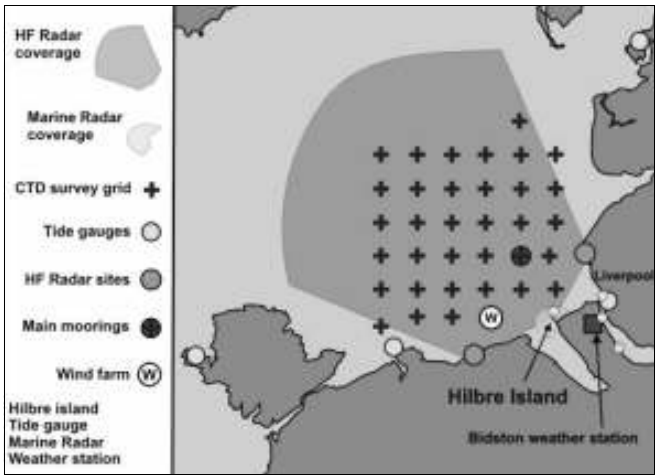 HF Radar
coverage
Marine Radar
coverage
CTD survey grid
Tide gauges
HF Radar sites
Main moorings
Wind farm
W
Hilbre island
Tide gauge
Marine Radar
Weather station
Liverpool
W
Hilbre Island
Bidston weather station